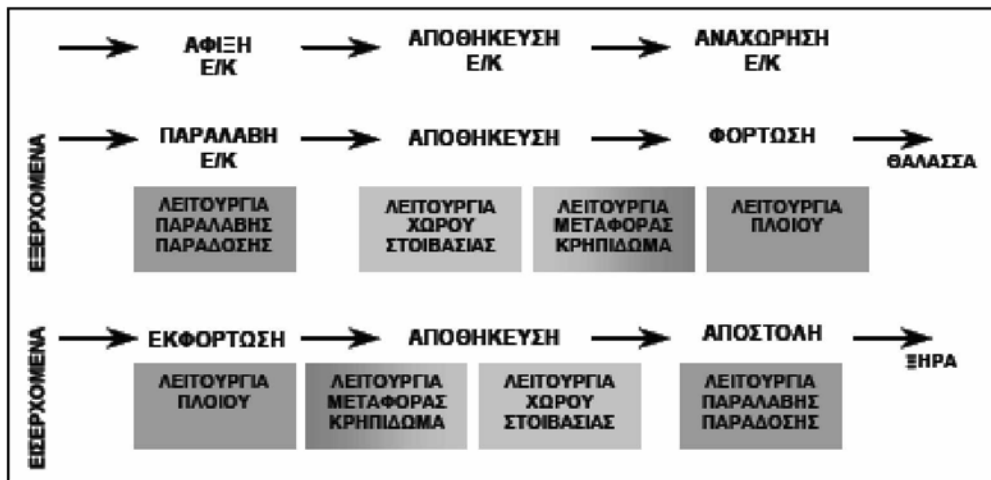 ΑΦΙΞΗ
Ε/Κ
ΑΠΟΘΗΚΕΥΣΗ
Ε/Κ
ΑΝΑΧΩΡΗΣΗ
Ε/Κ
ΕΞΕΡΧΟΜΕΝΑ
ΠΑΡΑΛΑΒΗ
Ε/Κ
ΑΠΟΘΗΚΕΥΣΗ
ΦΟΡΤΩΣΗ
ΘΑΛΑΣΣΑ
ΛΕΙΤΟΥΡΓΙΑ
ΠΑΡΑΛΑΒΗΣ
ΠΑΡΑΔΟΣΗΣ
ΛΕΙΤΟΥΡΓΙΑ
ΧΩΡΟΥ
ΣΤΟΙΒΑΣΙΑΣ
ΛΕΙΤΟΥΡΓΙΑ
ΜΕΤΑΦΟΡΑΣ
ΚΡΗΠΙΔΩΜΑ
ΛΕΙΤΟΥΡΓΙΑ
ΠΛΟΙΟΥ
ΕΙΣΕΡΧΟΜΕΝΑ
ΕΚΦΟΡΤΩΣΗ
ΑΠΟΘΗΚΕΥΣΗ
ΑΠΟΣΤΟΛΗ
ΞΗΡΑ
ΛΕΙΤΟΥΡΓΙΑ
ΠΛΟΙΟΥ
ΛΕΙΤΟΥΡΓΙΑ
ΜΕΤΑΦΟΡΑΣ
ΚΡΗΠΙΔΩΜΑ
ΛΕΙΤΟΥΡΓΙΑ
ΧΩΡΟΥ
ΣΤΟΙΒΑΣΙΑΣ
ΛΕΙΤΟΥΡΓΙΑ
ΠΑΡΑΛΑΒΗΣ
ΠΑΡΑΔΟΣΗΣ